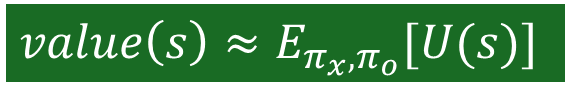 value(s) ≈ E_{π_x,π_o}[U(s)]